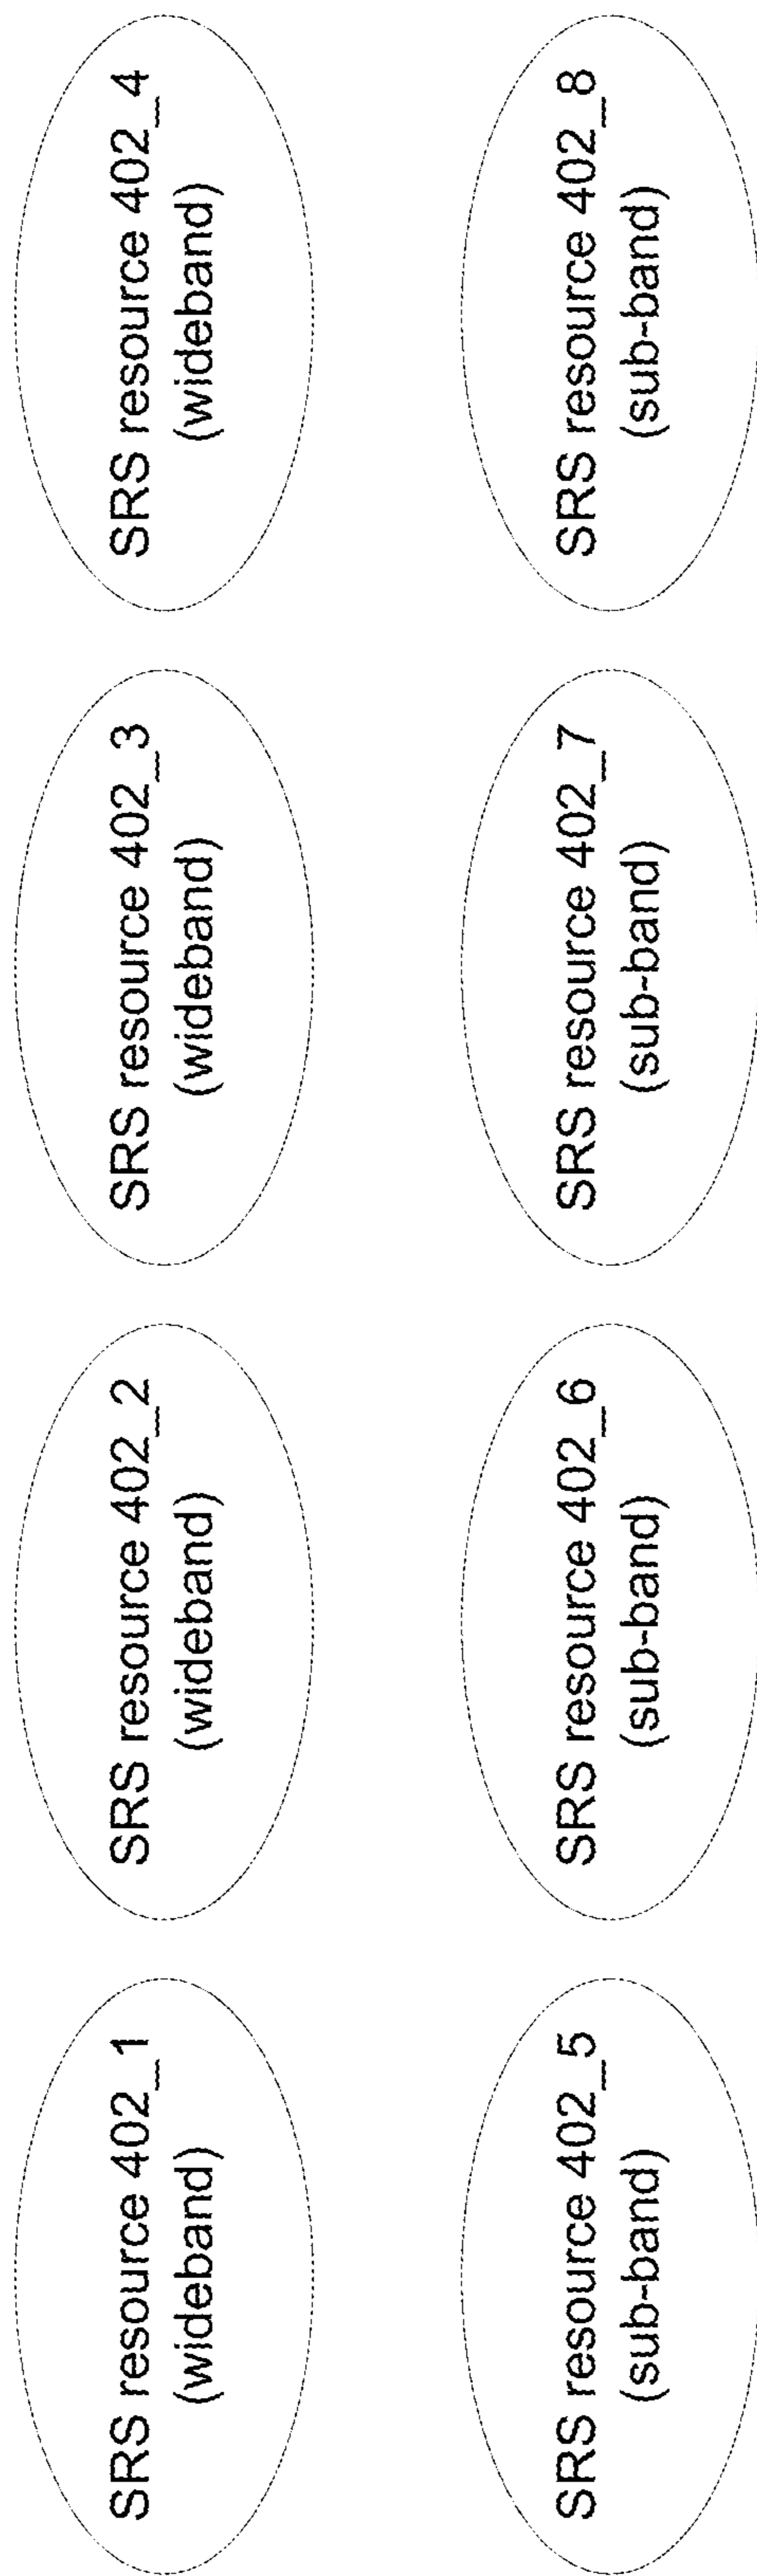 SRS resource 402_1
(wideband)
SRS resource 402_2
(wideband)
SRS resource 402_3
(wideband)
SRS resource 402_4
(wideband)
SRS resource 402_5
(sub-band)
SRS resource 402_6
(sub-band)
SRS resource 402_7
(sub-band)
SRS resource 402_8
(sub-band)